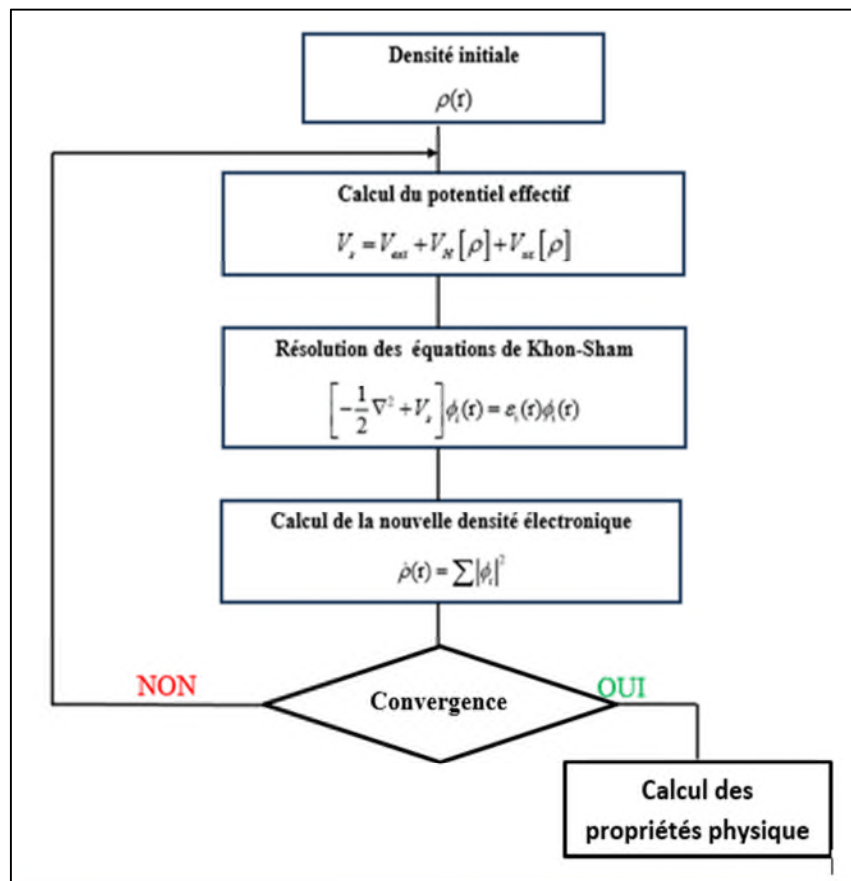 Densité initiale
ρ(r)
Calcul du potentiel effectif
V_s = V_ext + V_H[ρ] + V_xc[ρ]
Résolution des équations de Khon-Sham
[-1/2 ∇² + V_s] ϕ_i(r) = ε_i(r)ϕ_i(r)
Calcul de la nouvelle densité électronique
ρ̇(r) = ∑|ϕ_i|²
NON
Convergence
OUI
Calcul des
propriétés physique